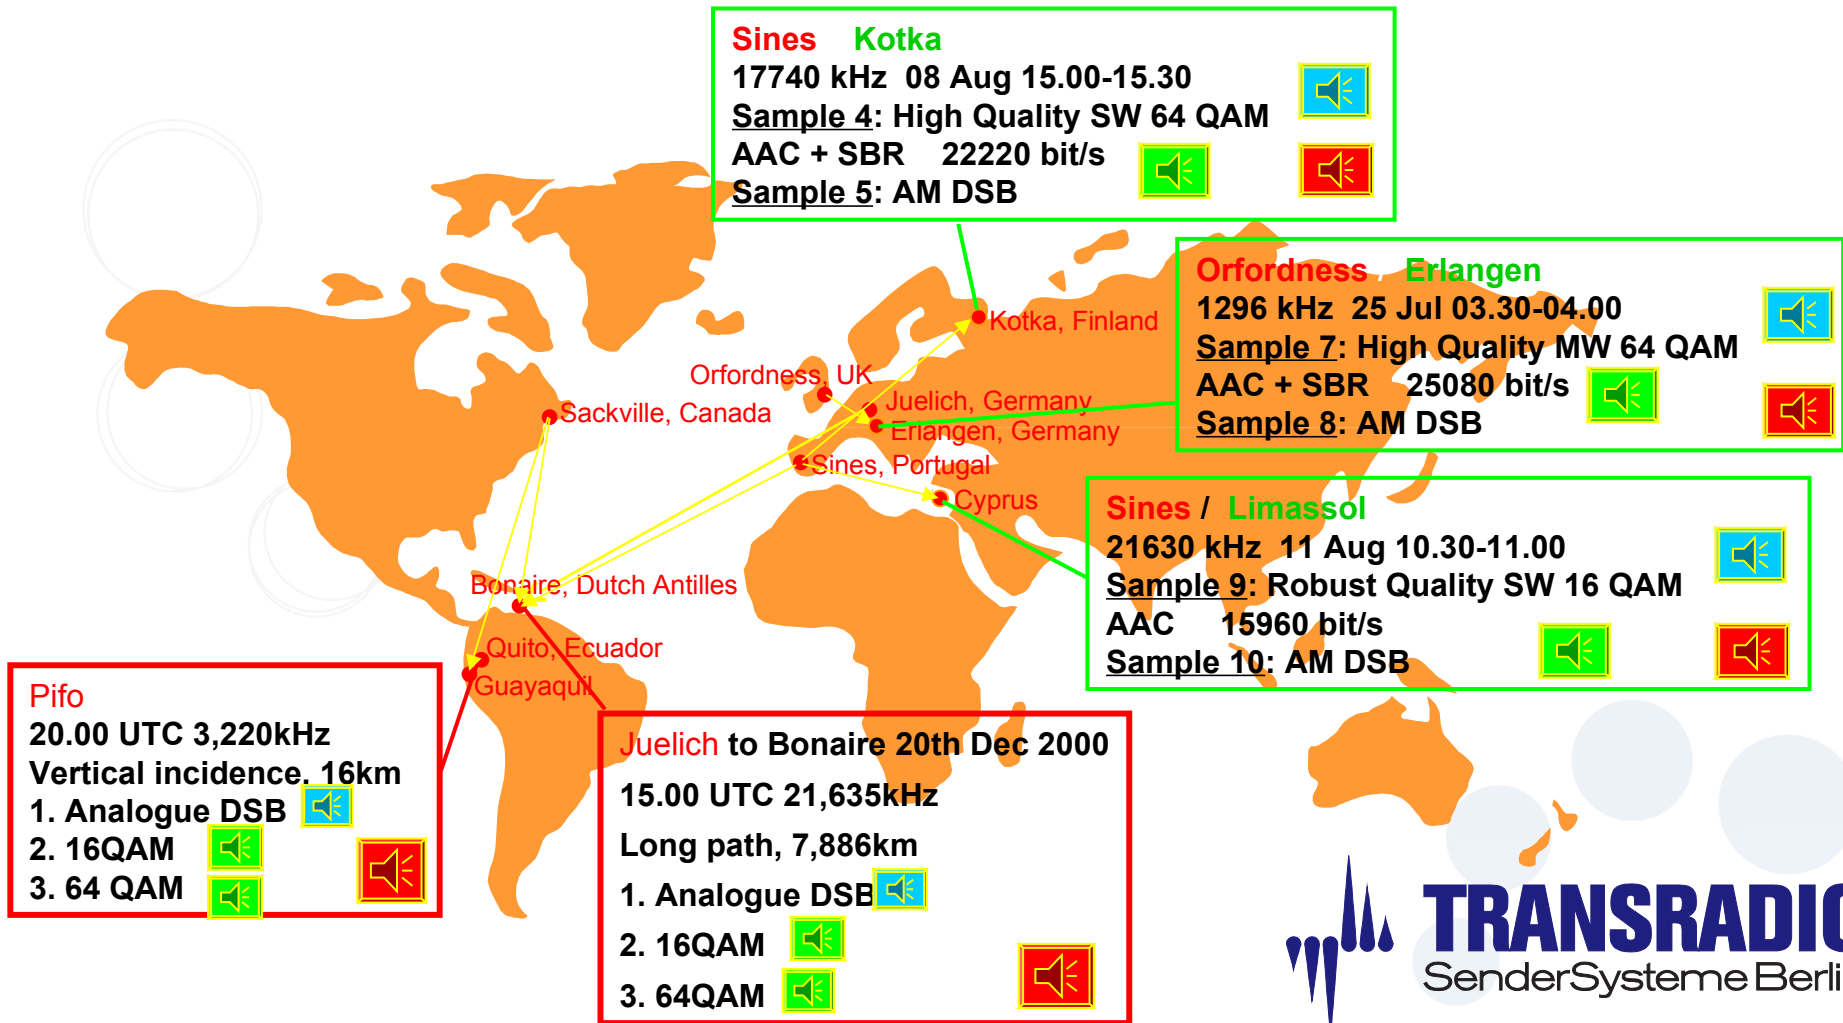 Sines Kotka
17740 kHz 08 Aug 15.00-15.30
Sample 4: High Quality SW 64 QAM
AAC + SBR 22220 bit/s
Sample 5: AM DSB
Orfordness Erlangen
1296 kHz 25 Jul 03.30-04.00
Sample 7: High Quality MW 64 QAM
AAC + SBR 25080 bit/s
Sample 8: AM DSB
Kotka, Finland
Orfordness, UK
Juelich, Germany
Sackville, Canada
Erlangen, Germany
Sines, Portugal
Cyprus
Sines / Limassol
21630 kHz 11 Aug 10.30-11.00
Sample 9: Robust Quality SW 16 QAM
AAC 15960 bit/s
Sample 10: AM DSB
Bonaire, Dutch Antilles
Quito, Ecuador
Guayaquil
Pifo
20.00 UTC 3,220kHz
Vertical incidence, 16km
1. Analogue DSB
2. 16QAM
3. 64 QAM
Juelich to Bonaire 20th Dec 2000
15.00 UTC 21,635kHz
Long path, 7,886km
1. Analogue DSB
2. 16QAM
3. 64QAM
TRANSRADIO
SenderSysteme Berli